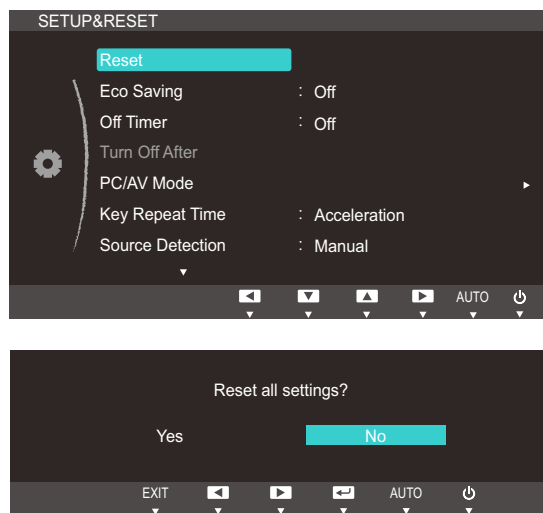 SETUP&RESET
Reset
Eco Saving : Off
Off Timer : Off
Turn Off After
PC/AV Mode
Key Repeat Time : Acceleration
Source Detection : Manual
AUTO
Reset all settings?
Yes No
EXIT AUTO